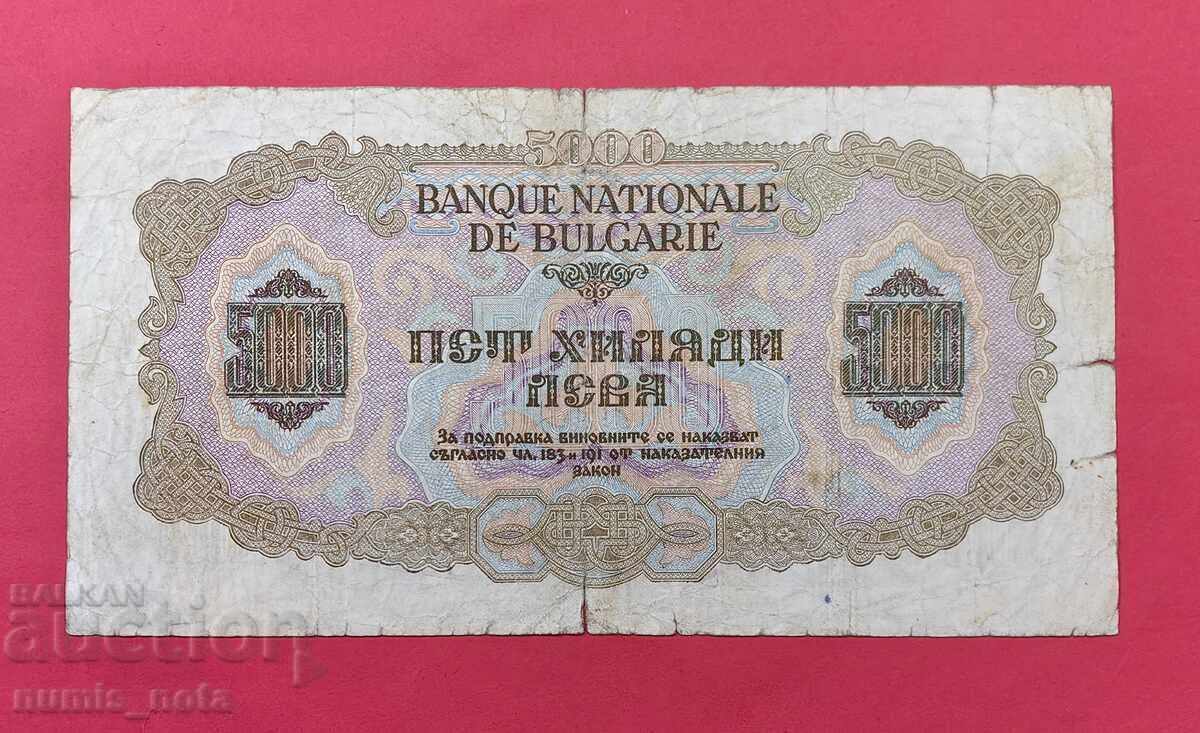 5000
BANQUE NATIONALE
DE BULGARIE
5000
ПЕТ ХИЛЯДИ
ЛЕВА
5000
За подправка виновните се наказват
съгласно чл. 183 и 191 от наказателния
закон
BALKAN
auction
numis_nota